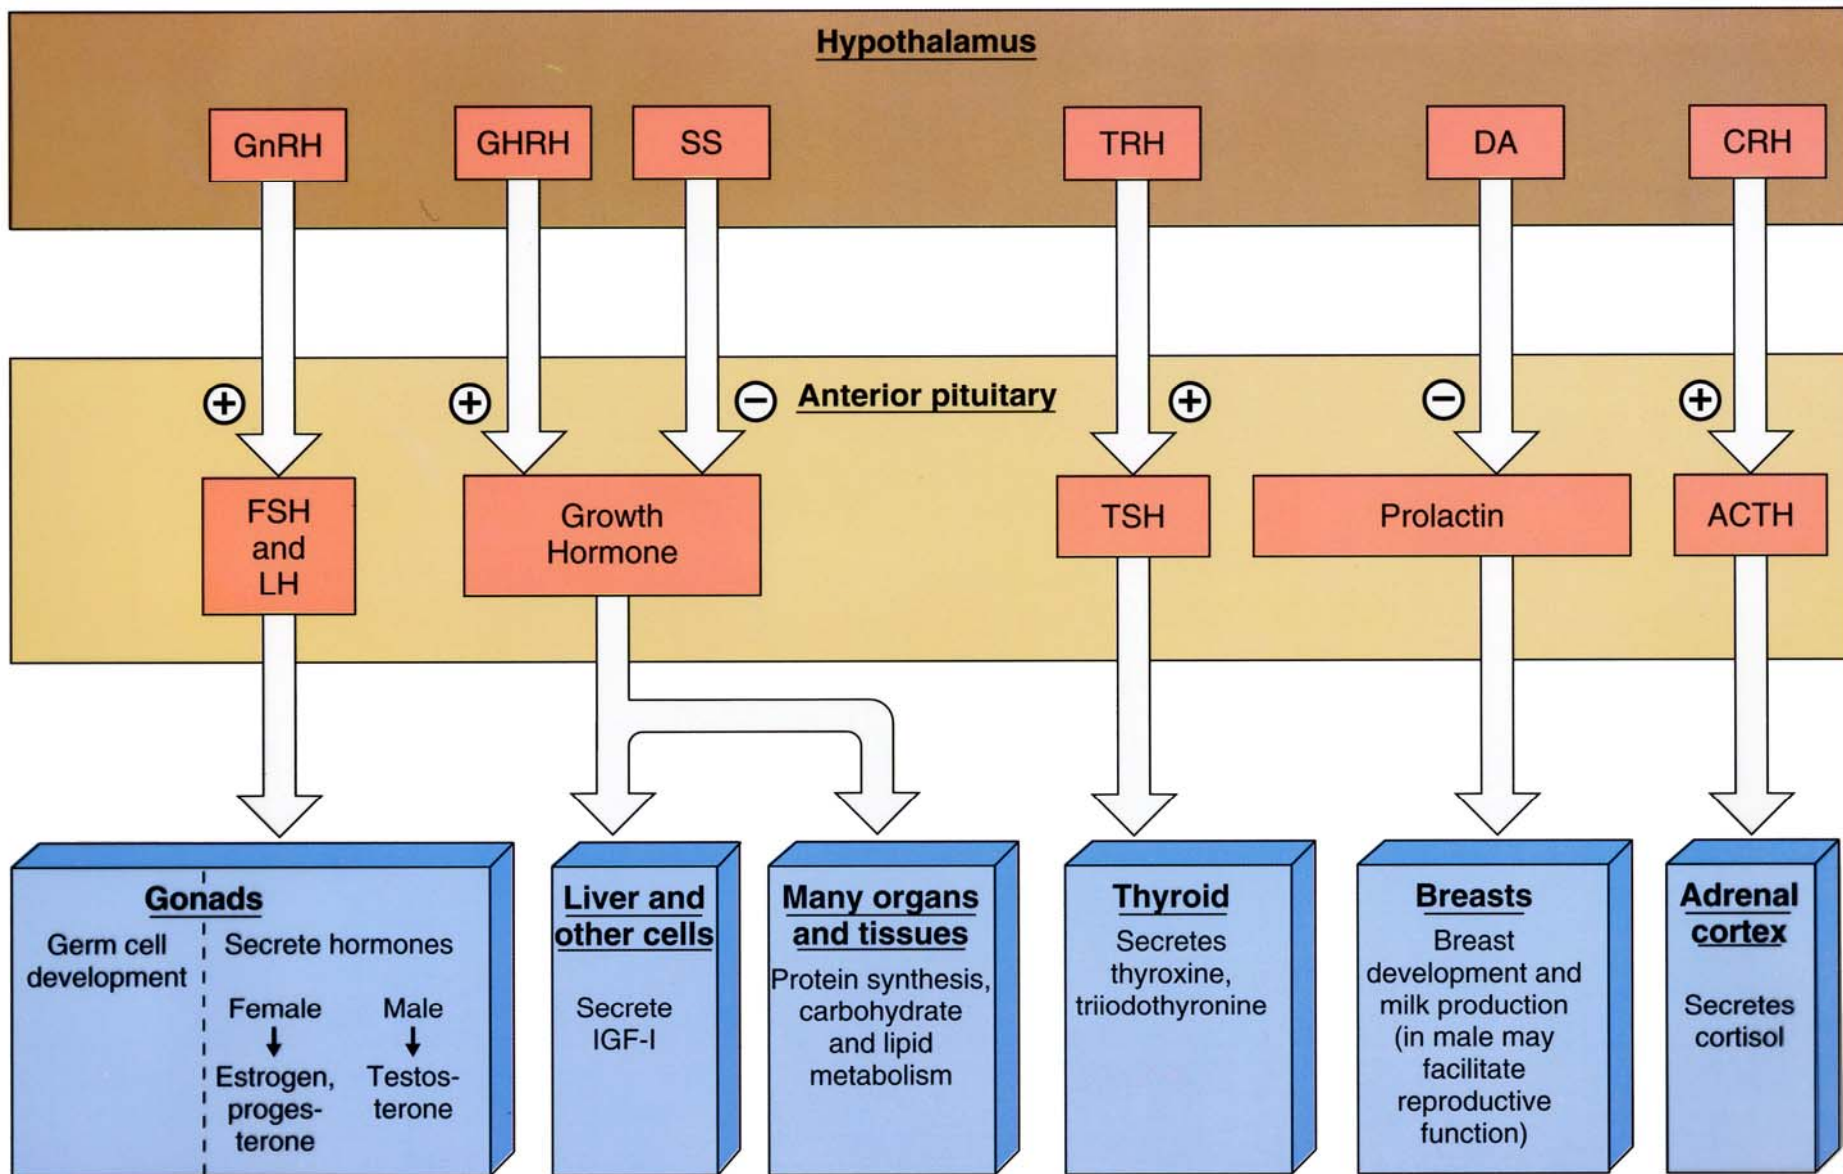 Hypothalamus
GnRH
GHRH
SS
TRH
DA
CRH
+
+
−
Anterior pituitary
+
−
+
FSH
and
LH
Growth
Hormone
TSH
Prolactin
ACTH
Gonads
Germ cell
development
Secrete hormones
Female
Male
Estrogen,
proges-
terone
Testos-
terone
Liver and
other cells
Secrete
IGF-I
Many organs
and tissues
Protein synthesis,
carbohydrate
and lipid
metabolism
Thyroid
Secretes
thyroxine,
triiodothyronine
Breasts
Breast
development and
milk production
(in male may
facilitate
reproductive
function)
Adrenal
cortex
Secretes
cortisol